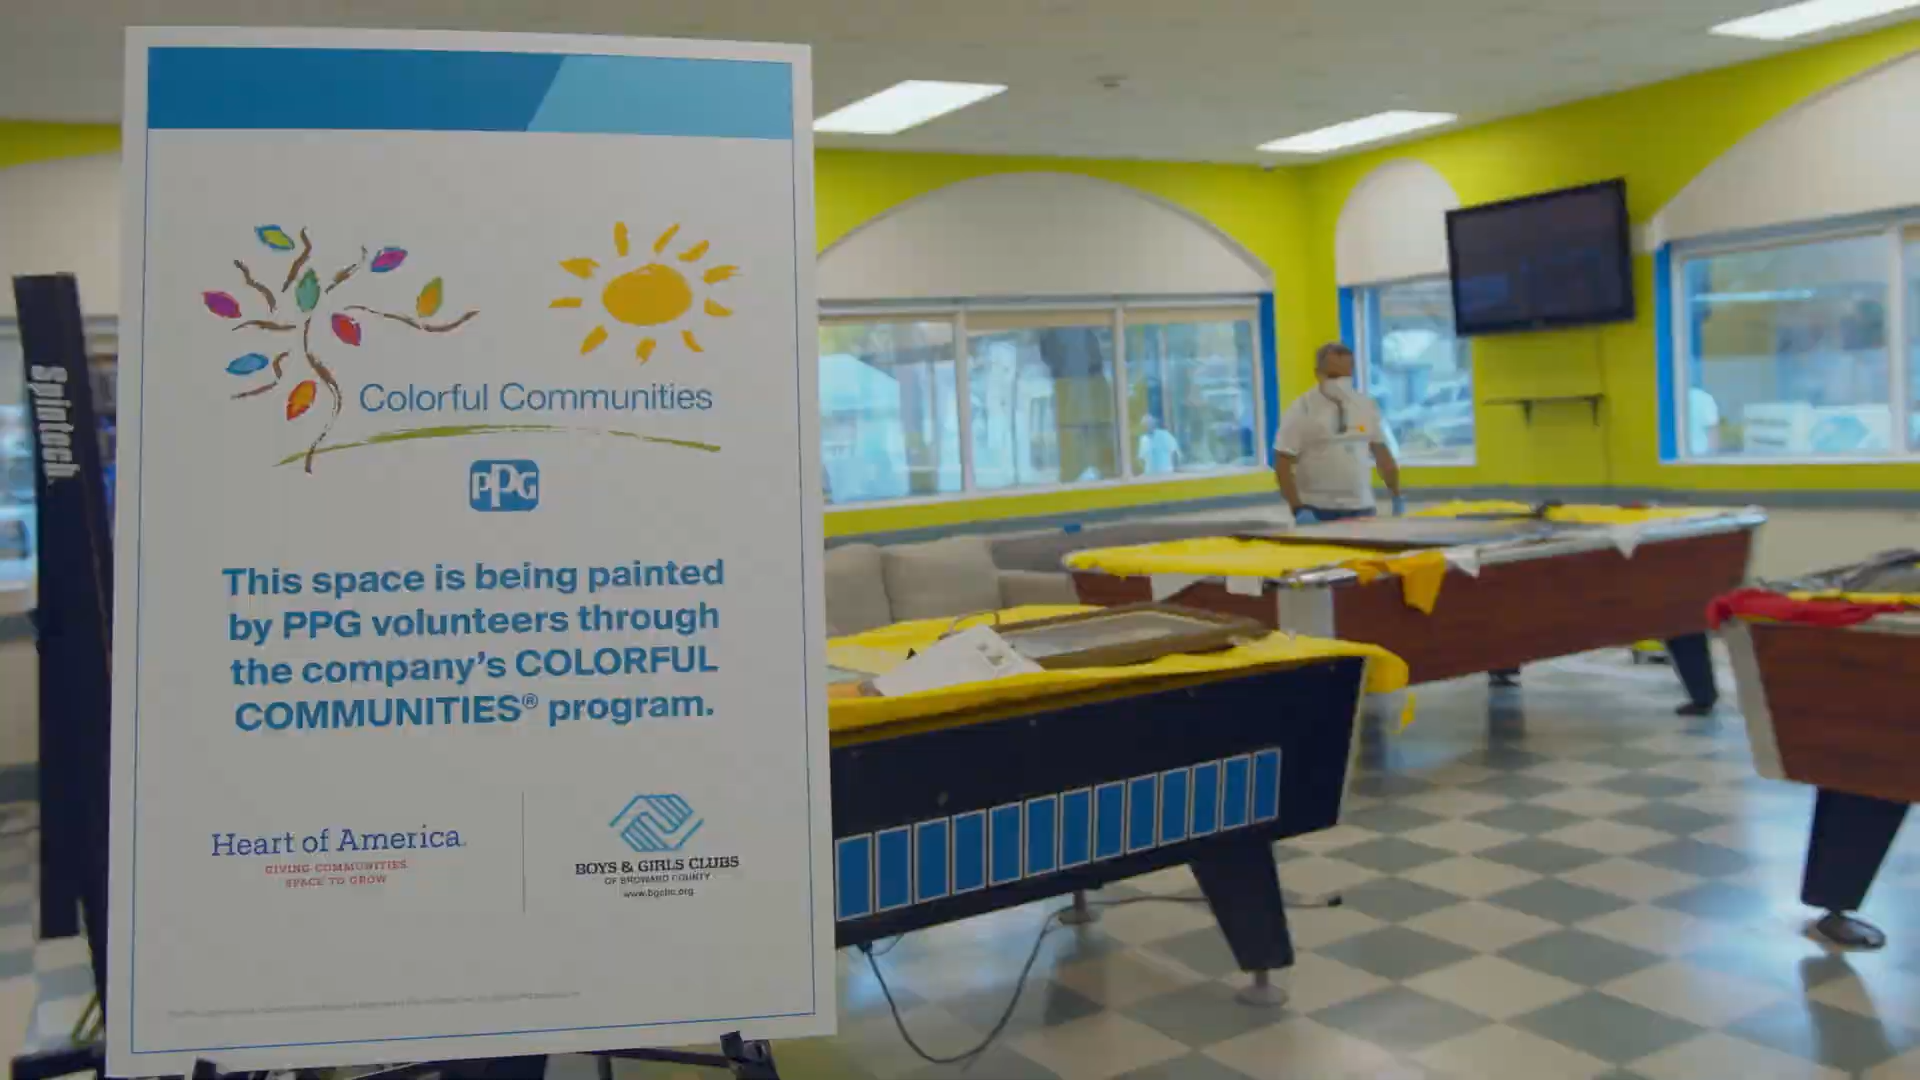 Spintech
Colorful Communities
PPG
This space is being painted
by PPG volunteers through
the company's COLORFUL
COMMUNITIES® program.
Heart of America
GIVING COMMUNITIES
SPACE TO GROW
BOYS & GIRLS CLUBS
OF BROWARD COUNTY
www.bgcbc.org